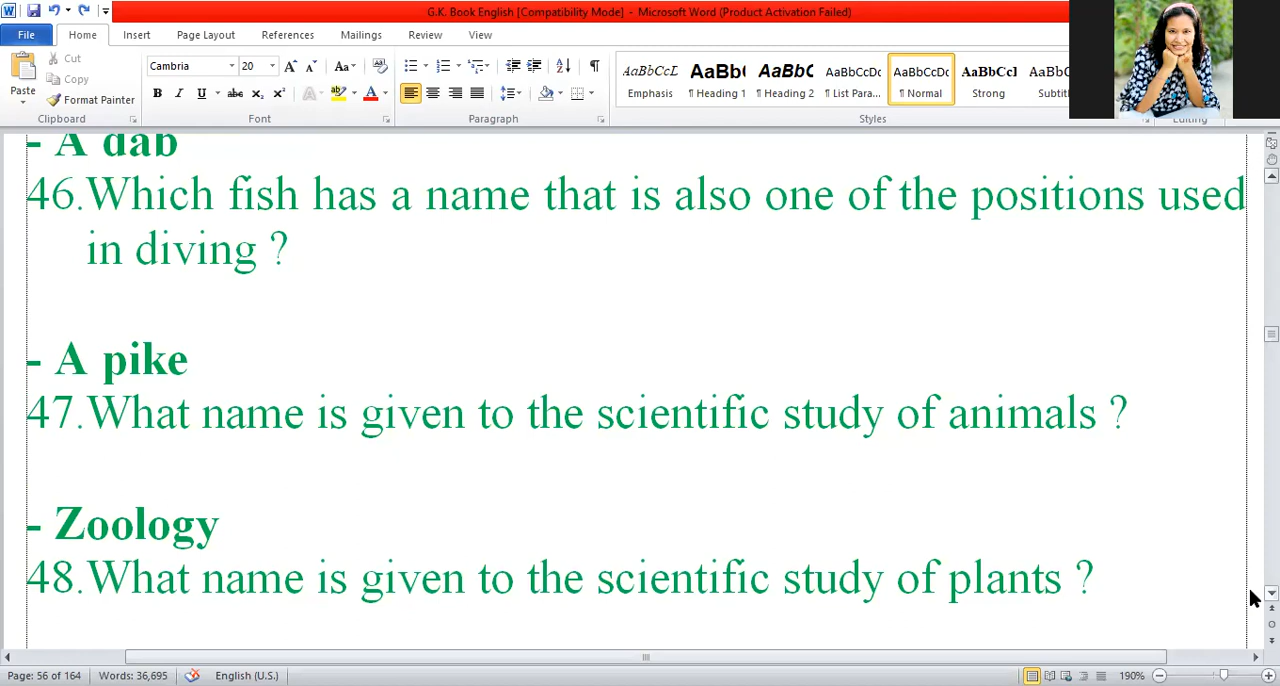 G.K. Book English [Compatibility Mode] - Microsoft Word (Product Activation Failed)
File Home Insert Page Layout References Mailings Review View
Cut
Copy
Format Painter
Paste
Cambria 20
AaBbCcL AaBb( AaBbC AaBbCcDc AaBbCcDc AaBbCcI AaBbC
Emphasis ¶ Heading 1 ¶ Heading 2 ¶ List Para... ¶ Normal Strong Subtitl
Clipboard Font Paragraph Styles Editing
- A dab
46.Which fish has a name that is also one of the positions used
in diving ?
- A pike
47.What name is given to the scientific study of animals ?
- Zoology
48.What name is given to the scientific study of plants ?
Page: 56 of 164 Words: 36,695 English (U.S.) 190%